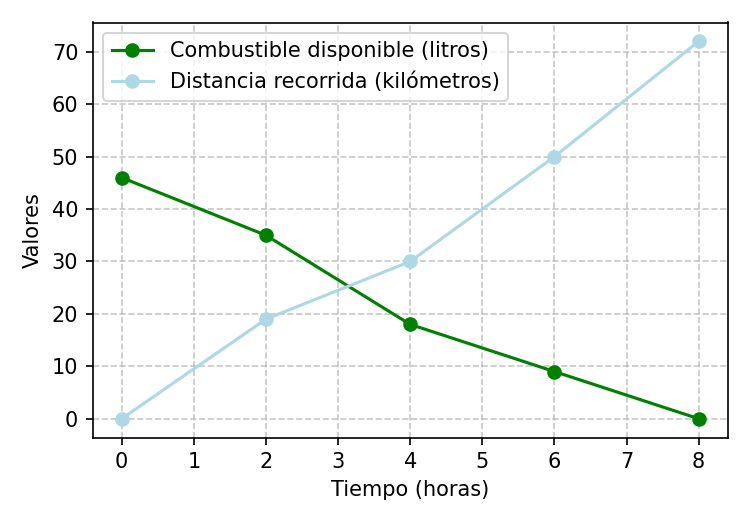 Combustible disponible (litros)
Distancia recorrida (kilómetros)
70
60
50
40
30
20
10
0
Valores
0 1 2 3 4 5 6 7 8
Tiempo (horas)